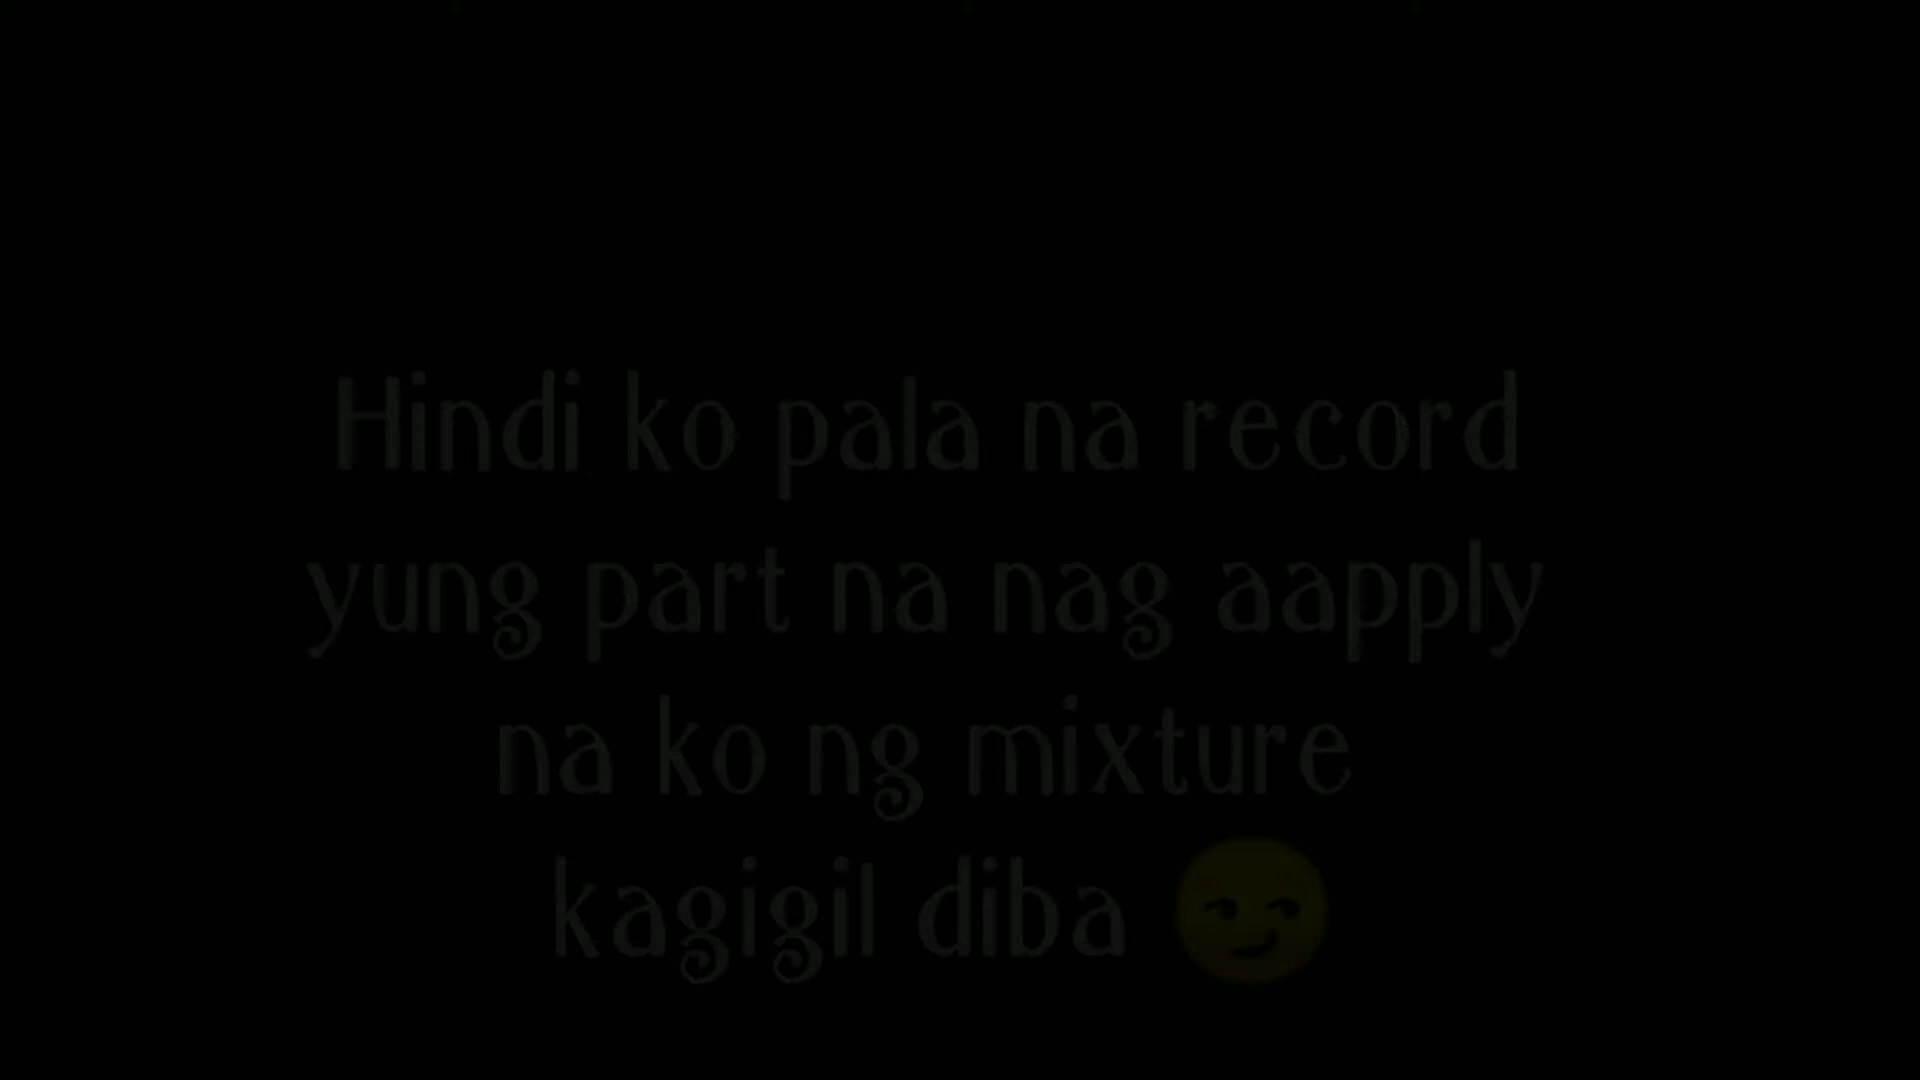 Hindi ko pala na record
yung part na nag aapply
na ko ng mixture
kagigil diba 😏